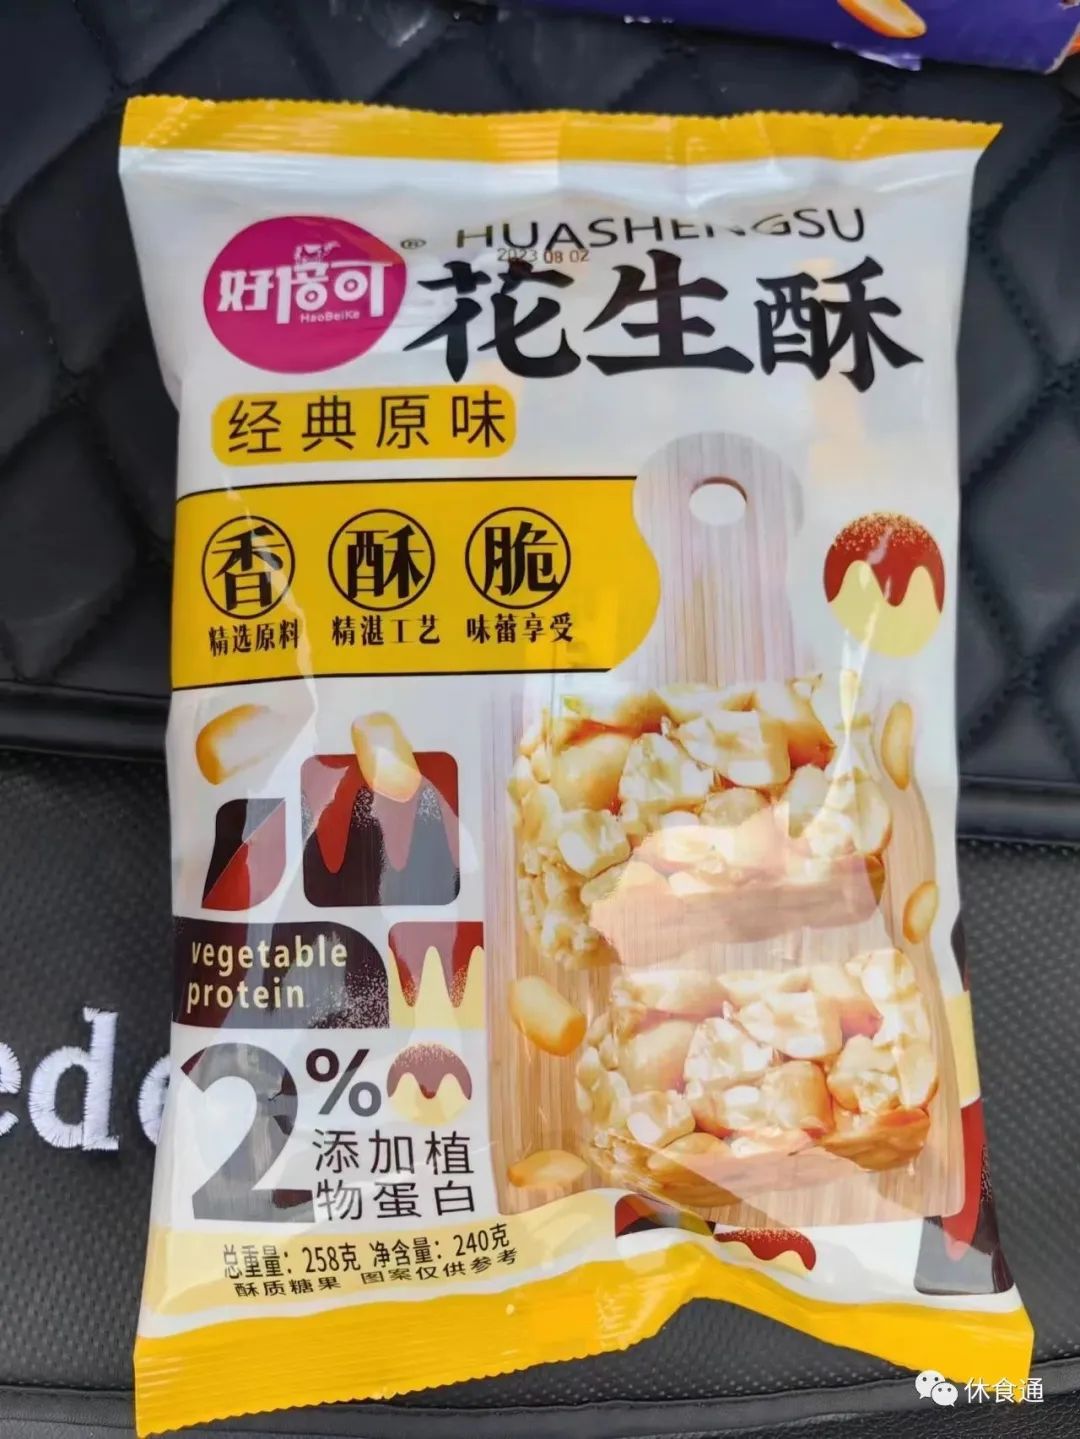 HUASHENGSU
2023 08 02
好倍可
HaoBeiKe
®
花生酥
经典原味
香 酥 脆
精选原料 精湛工艺 味蕾享受
vegetable
protein
2%
添加植
物蛋白
总重量：258克 净含量：240克
酥质糖果 图案仅供参考
ede
休食通